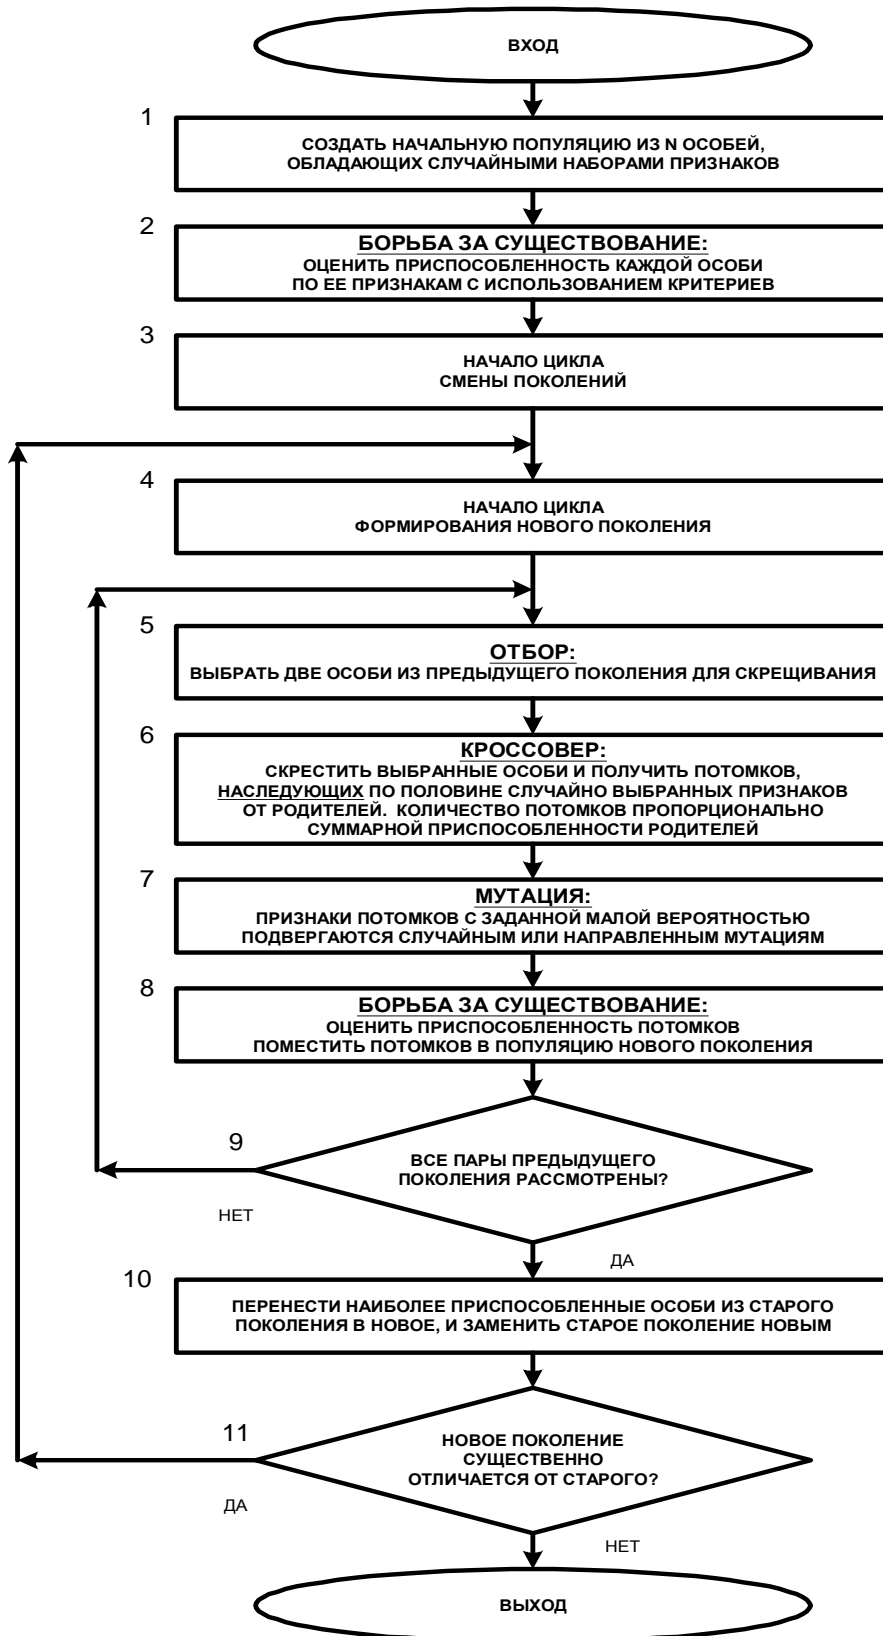 ВХОД
1
СОЗДАТЬ НАЧАЛЬНУЮ ПОПУЛЯЦИЮ ИЗ N ОСОБЕЙ,
ОБЛАДАЮЩИХ СЛУЧАЙНЫМИ НАБОРАМИ ПРИЗНАКОВ
2
БОРЬБА ЗА СУЩЕСТВОВАНИЕ:
ОЦЕНИТЬ ПРИСПОСОБЛЕННОСТЬ КАЖДОЙ ОСОБИ
ПО ЕЕ ПРИЗНАКАМ С ИСПОЛЬЗОВАНИЕМ КРИТЕРИЕВ
3
НАЧАЛО ЦИКЛА
СМЕНЫ ПОКОЛЕНИЙ
4
НАЧАЛО ЦИКЛА
ФОРМИРОВАНИЯ НОВОГО ПОКОЛЕНИЯ
5
ОТБОР:
ВЫБРАТЬ ДВЕ ОСОБИ ИЗ ПРЕДЫДУЩЕГО ПОКОЛЕНИЯ ДЛЯ СКРЕЩИВАНИЯ
6
КРОССОВЕР:
СКРЕСТИТЬ ВЫБРАННЫЕ ОСОБИ И ПОЛУЧИТЬ ПОТОМКОВ,
НАСЛЕДУЮЩИХ ПО ПОЛОВИНЕ СЛУЧАЙНО ВЫБРАННЫХ ПРИЗНАКОВ
ОТ РОДИТЕЛЕЙ. КОЛИЧЕСТВО ПОТОМКОВ ПРОПОРЦИОНАЛЬНО
СУММАРНОЙ ПРИСПОСОБЛЕННОСТИ РОДИТЕЛЕЙ
7
МУТАЦИЯ:
ПРИЗНАКИ ПОТОМКОВ С ЗАДАННОЙ МАЛОЙ ВЕРОЯТНОСТЬЮ
ПОДВЕРГАЮТСЯ СЛУЧАЙНЫМ ИЛИ НАПРАВЛЕННЫМ МУТАЦИЯМ
8
БОРЬБА ЗА СУЩЕСТВОВАНИЕ:
ОЦЕНИТЬ ПРИСПОСОБЛЕННОСТЬ ПОТОМКОВ
ПОМЕСТИТЬ ПОТОМКОВ В ПОПУЛЯЦИЮ НОВОГО ПОКОЛЕНИЯ
9
ВСЕ ПАРЫ ПРЕДЫДУЩЕГО
ПОКОЛЕНИЯ РАССМОТРЕНЫ?
НЕТ
ДА
10
ПЕРЕНЕСТИ НАИБОЛЕЕ ПРИСПОСОБЛЕННЫЕ ОСОБИ ИЗ СТАРОГО
ПОКОЛЕНИЯ В НОВОЕ, И ЗАМЕНИТЬ СТАРОЕ ПОКОЛЕНИЕ НОВЫМ
11
НОВОЕ ПОКОЛЕНИЕ
СУЩЕСТВЕННО
ОТЛИЧАЕТСЯ ОТ СТАРОГО?
ДА
НЕТ
ВЫХОД